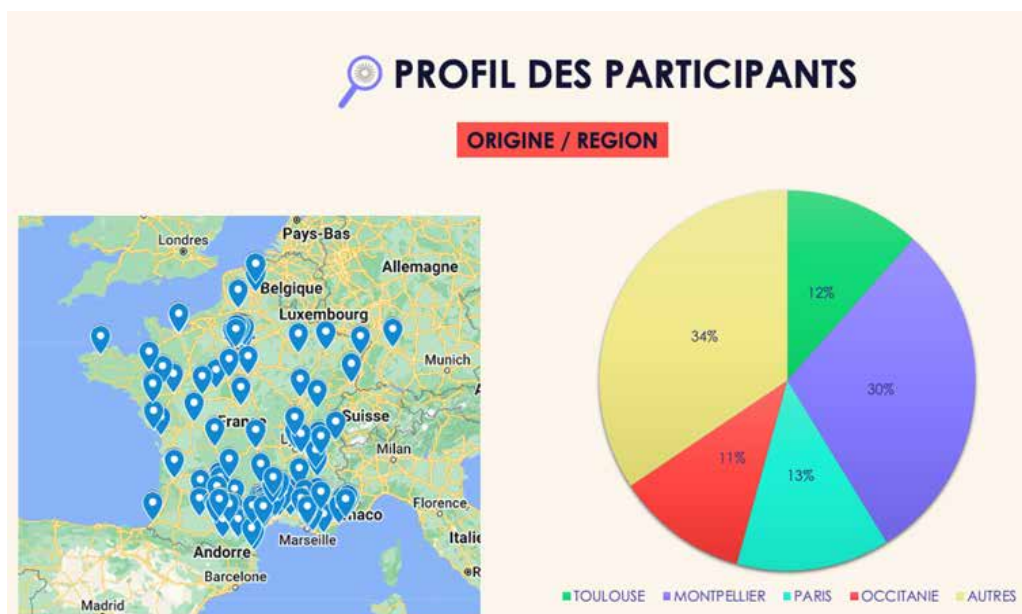 PROFIL DES PARTICIPANTS
ORIGINE / REGION
Londres
Pays-Bas
Allemagne
Belgique
Luxembourg
Munich
France
Suisse
Milan
Florence
Marseille
Italie
Andorre
Barcelone
Madrid
12%
34%
30%
11%
13%
TOULOUSE MONTPELLIER PARIS OCCITANIE AUTRES